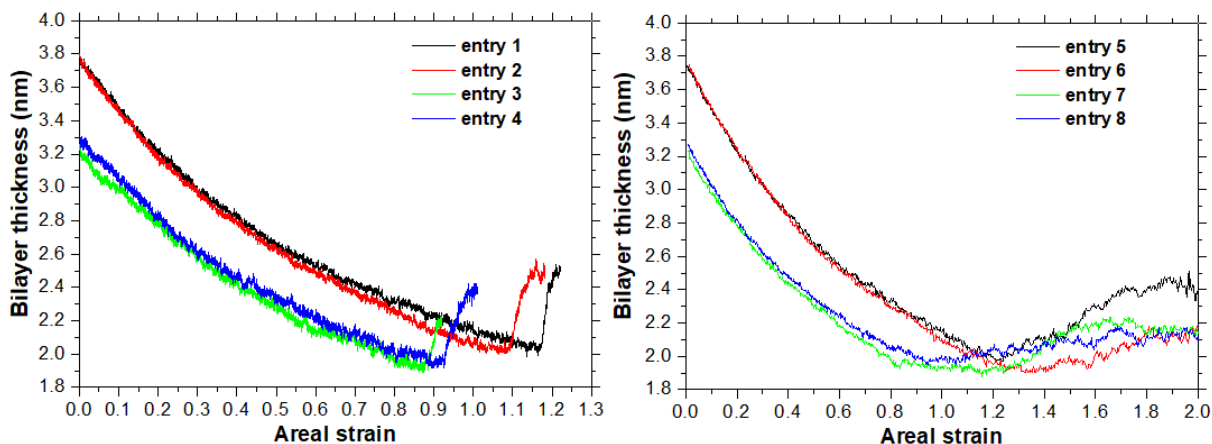 4.0
3.8
3.6
3.4
3.2
3.0
2.8
2.6
2.4
2.2
2.0
1.8
Bilayer thickness (nm)
entry 1
entry 2
entry 3
entry 4
0.0 0.1 0.2 0.3 0.4 0.5 0.6 0.7 0.8 0.9 1.0 1.1 1.2 1.3
Areal strain
4.0
3.8
3.6
3.4
3.2
3.0
2.8
2.6
2.4
2.2
2.0
1.8
Bilayer thickness (nm)
entry 5
entry 6
entry 7
entry 8
0.0 0.2 0.4 0.6 0.8 1.0 1.2 1.4 1.6 1.8 2.0
Areal strain